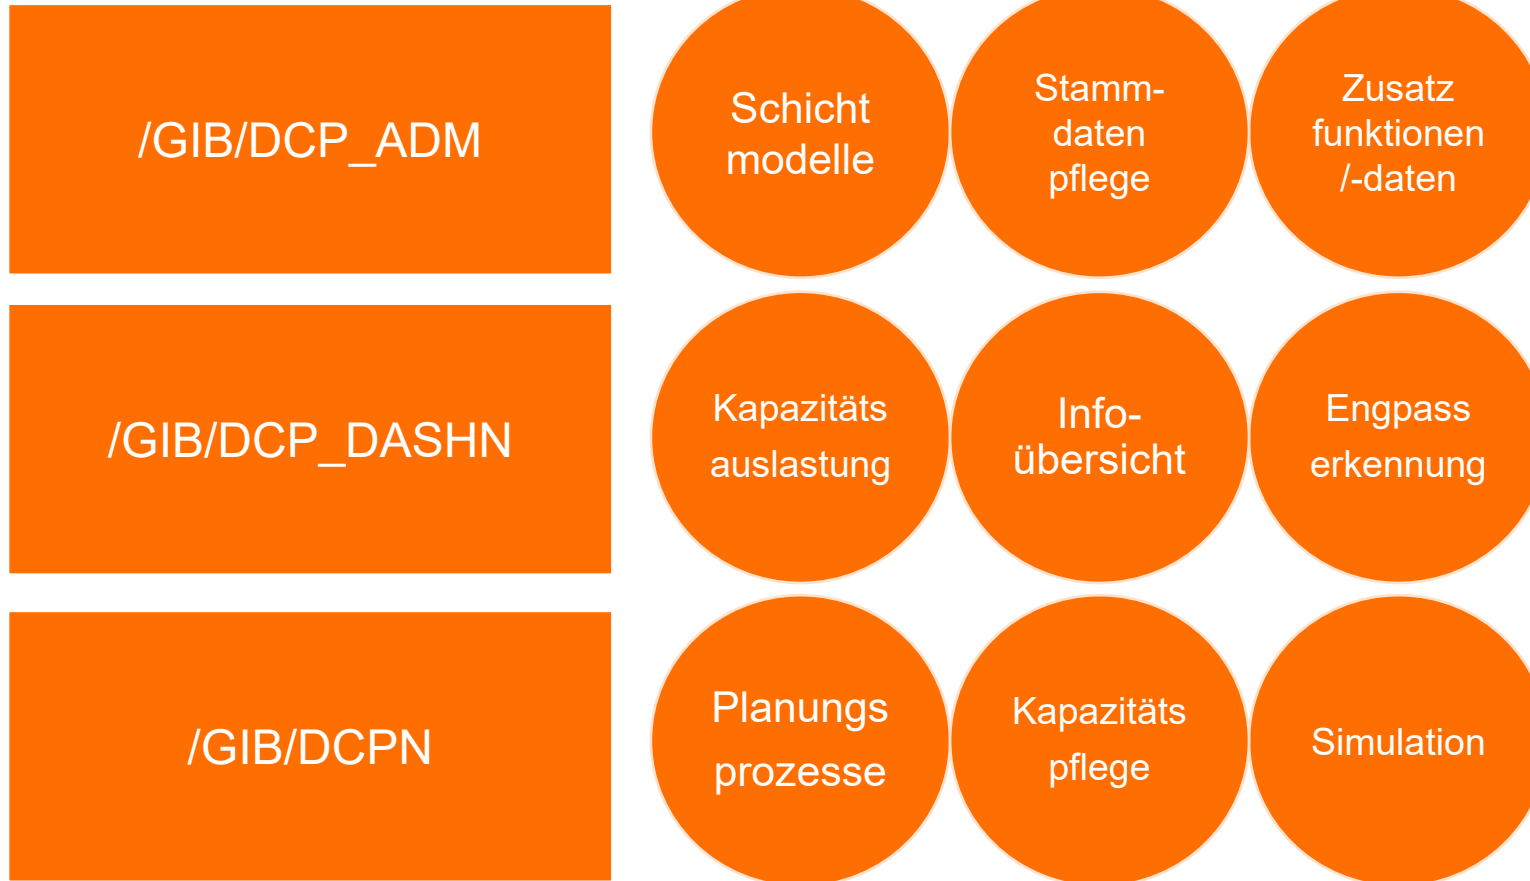 /GIB/DCP_ADM
Schicht
modelle
Stamm-
daten
pflege
Zusatz
funktionen
/-daten
/GIB/DCP_DASHN
Kapazitäts
auslastung
Info-
übersicht
Engpass
erkennung
/GIB/DCPN
Planungs
prozesse
Kapazitäts
pflege
Simulation